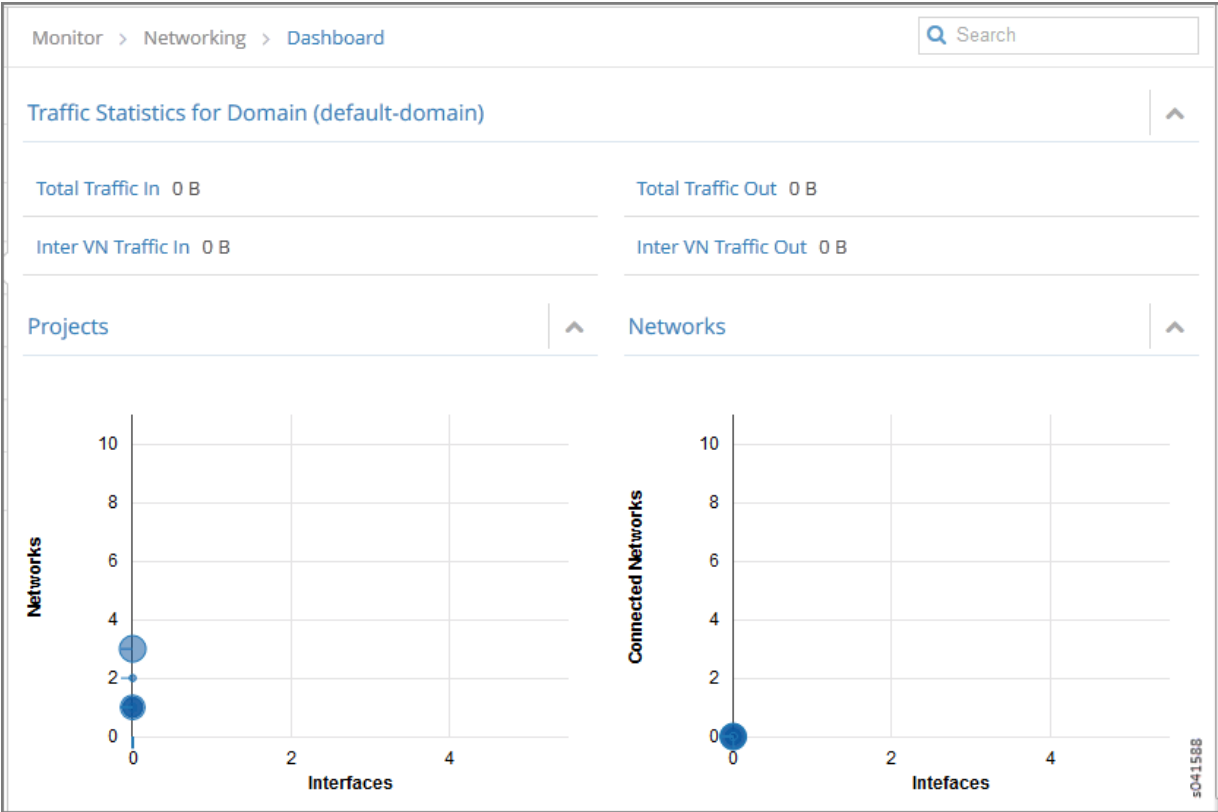 Monitor > Networking > Dashboard
Search
Traffic Statistics for Domain (default-domain)
Total Traffic In 0 B
Total Traffic Out 0 B
Inter VN Traffic In 0 B
Inter VN Traffic Out 0 B
Projects
Networks
10
8
6
4
2
0
Networks
0 2 4
Interfaces
10
8
6
4
2
0
Connected Networks
0 2 4
Intefaces
s041588